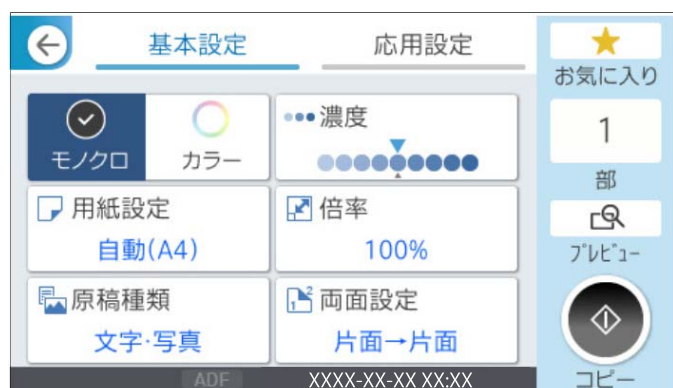 基本設定
応用設定
お気に入り
モノクロ
カラー
濃度
1
部
用紙設定
自動(A4)
倍率
100%
プレビュー
原稿種類
文字·写真
両面設定
片面→片面
コピー
ADF
XXXX-XX-XX XX:XX